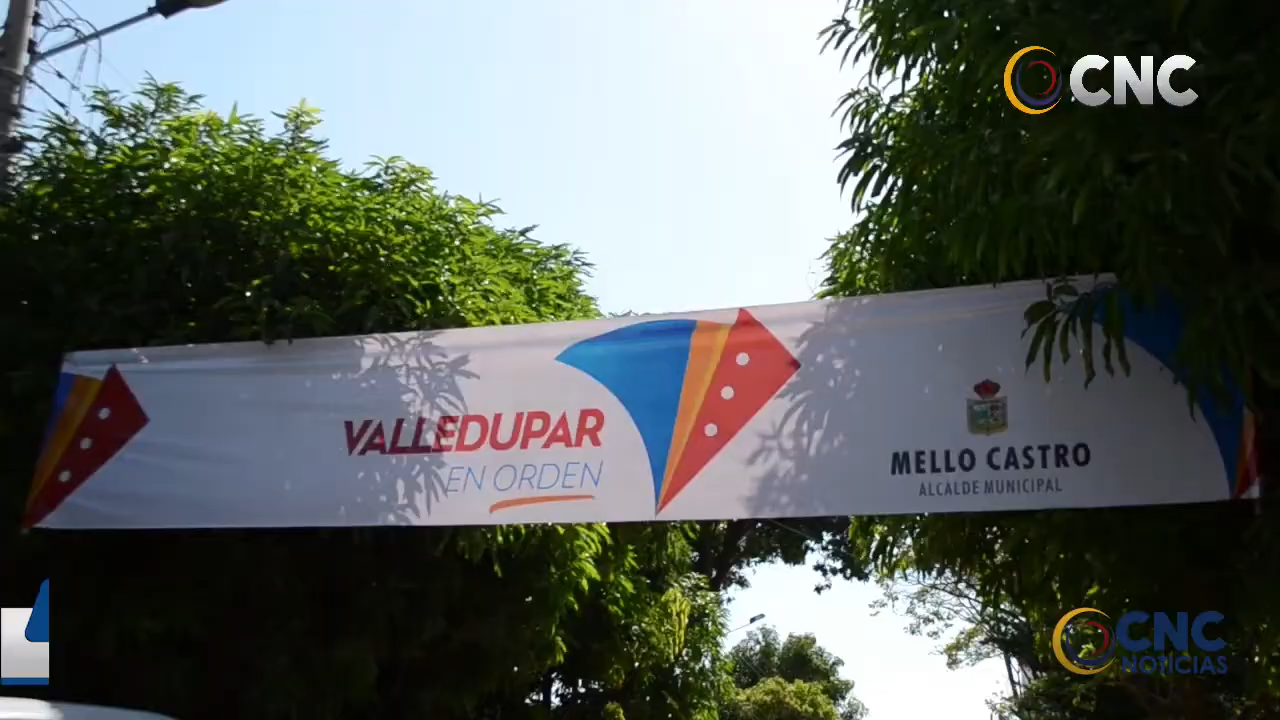 CNC
VALLEDUPAR
EN ORDEN
MELLO CASTRO
ALCALDE MUNICIPAL
CNC
NOTICIAS